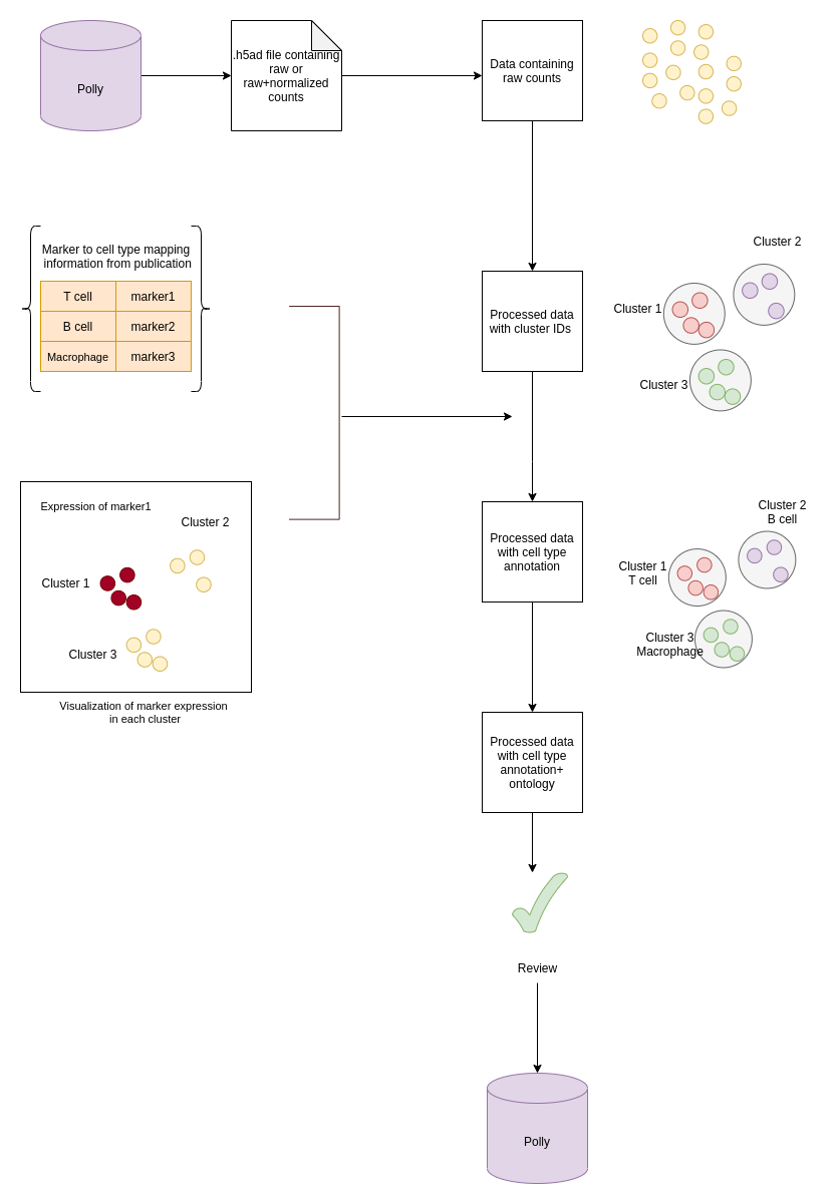 Polly
.h5ad file containing
raw or
raw+normalized
counts
Data containing
raw counts
Marker to cell type mapping
information from publication
T cell marker1
B cell marker2
Macrophage marker3
Processed data
with cluster IDs
Cluster 2
Cluster 1
Cluster 3
Expression of marker1
Cluster 2
Cluster 1
Cluster 3
Visualization of marker expression
in each cluster
Processed data
with cell type
annotation
Cluster 2
B cell
Cluster 1
T cell
Cluster 3
Macrophage
Processed data
with cell type
annotation+
ontology
Review
Polly